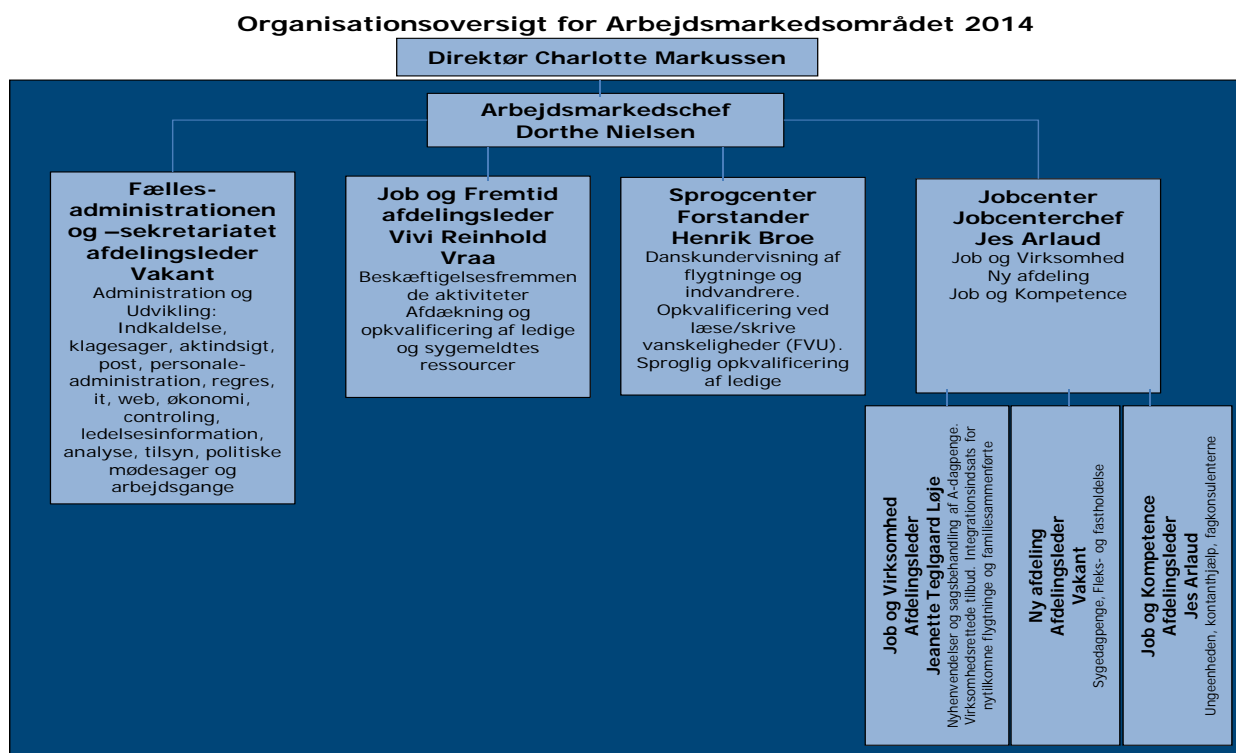 Organisationsoversigt for Arbejdsmarkedsområdet 2014
Direktør Charlotte Markussen
Arbejdsmarkedschef
Dorthe Nielsen
Fælles-
administrationen
og –sekretariatet
afdelingsleder
Vakant
Administration og
Udvikling:
Indkaldelse,
klagesager, aktindsigt,
post, personale-
administration, regres,
it, web, økonomi,
controling,
ledelsesinformation,
analyse, tilsyn, politiske
mødesager og
arbejdsgange
Job og Fremtid
afdelingsleder
Vivi Reinhold
Vraa
Beskæftigelsesfremmen
de aktiviteter
Afdækning og
opkvalificering af ledige
og sygemeldtes
ressourcer
Sprogcenter
Forstander
Henrik Broe
Danskundervisning af
flygtninge og
indvandrere.
Opkvalificering ved
læse/skrive
vanskeligheder (FVU).
Sproglig opkvalificering
af ledige
Jobcenter
Jobcenterchef
Jes Arlaud
Job og Virksomhed
Ny afdeling
Job og Kompetence
Job og Virksomhed
Afdelingsleder
Jeanette Teglgaard Løje
Nyhenvendelser og sagsbehandling af A-dagpenge.
Virksomhedsrettede tilbud. Integrationsindsats for
nytilkomne flygtninge og familiesammenførte
Ny afdeling
Afdelingsleder
Vakant
Sygedagpenge, Fleks- og fastholdelse
Job og Kompetence
Afdelingsleder
Jes Arlaud
Ungeenheden, kontanthjælp, fagkonsulenterne